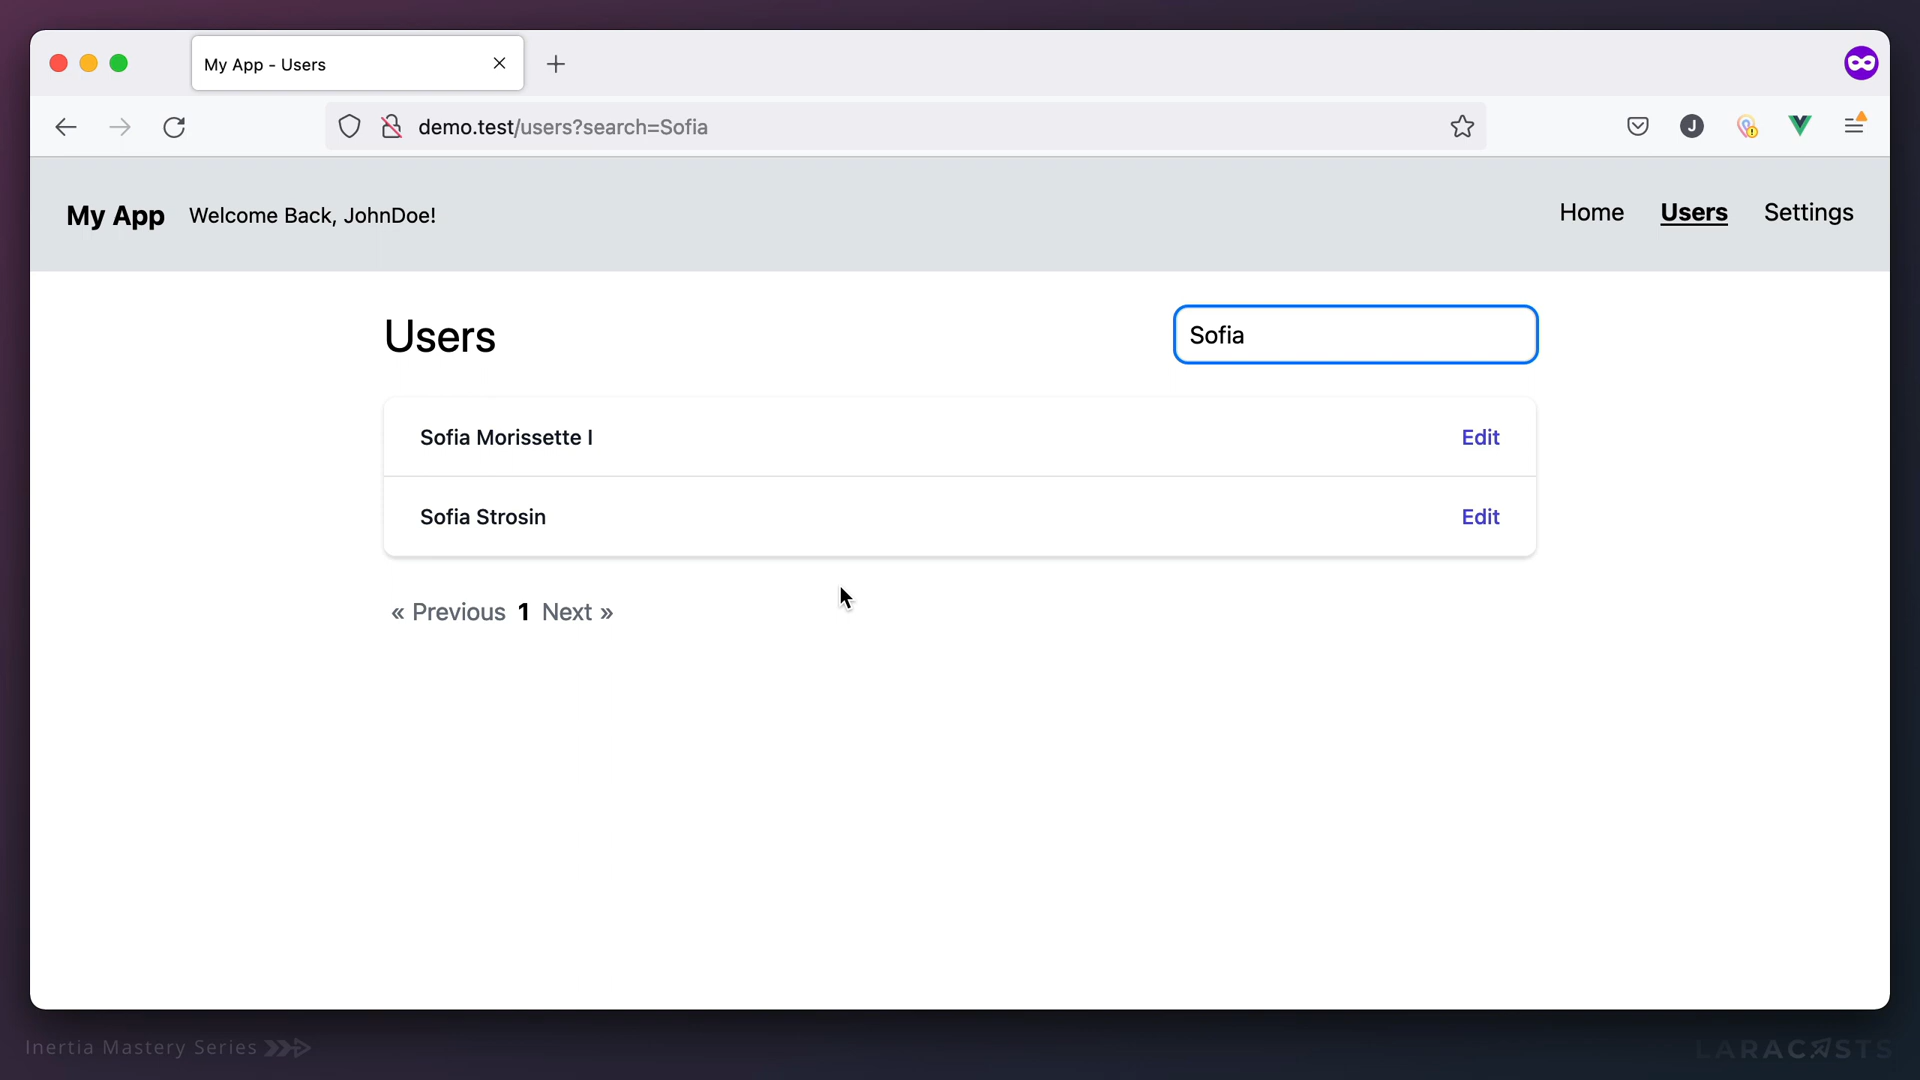 My App - Users
demo.test/users?search=Sofia
J
My App Welcome Back, JohnDoe!
Home Users Settings
Users
Sofia
Sofia Morissette I Edit
Sofia Strosin Edit
« Previous 1 Next »
Inertia Mastery Series
LARACASTS